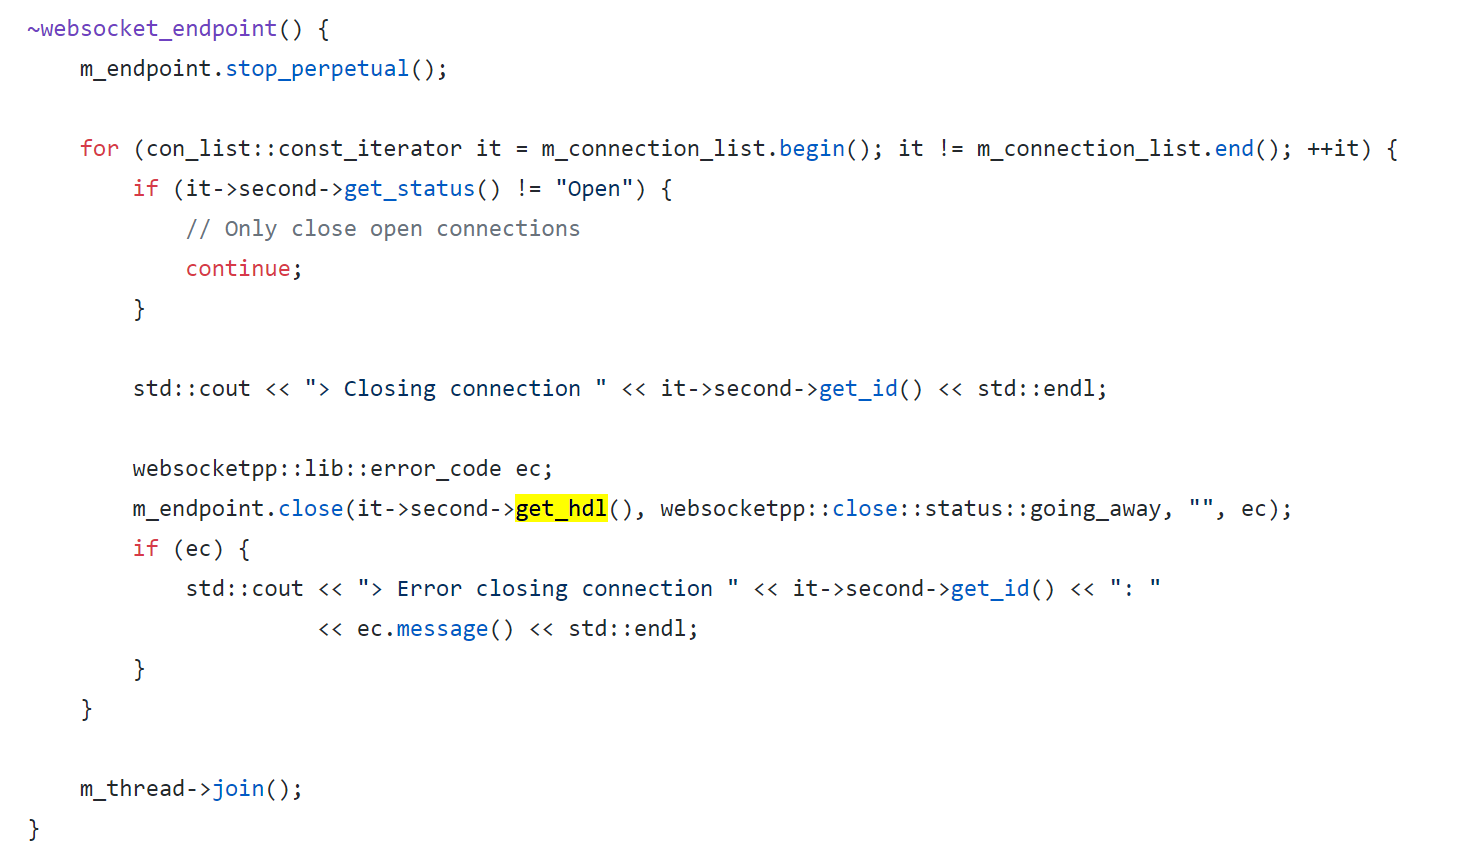 ~websocket_endpoint() {
    m_endpoint.stop_perpetual();

    for (con_list::const_iterator it = m_connection_list.begin(); it != m_connection_list.end(); ++it) {
        if (it->second->get_status() != "Open") {
            // Only close open connections
            continue;
        }

        std::cout << "> Closing connection " << it->second->get_id() << std::endl;

        websocketpp::lib::error_code ec;
        m_endpoint.close(it->second->get_hdl(), websocketpp::close::status::going_away, "", ec);
        if (ec) {
            std::cout << "> Error closing connection " << it->second->get_id() << ": "
                      << ec.message() << std::endl;
        }
    }

    m_thread->join();
}